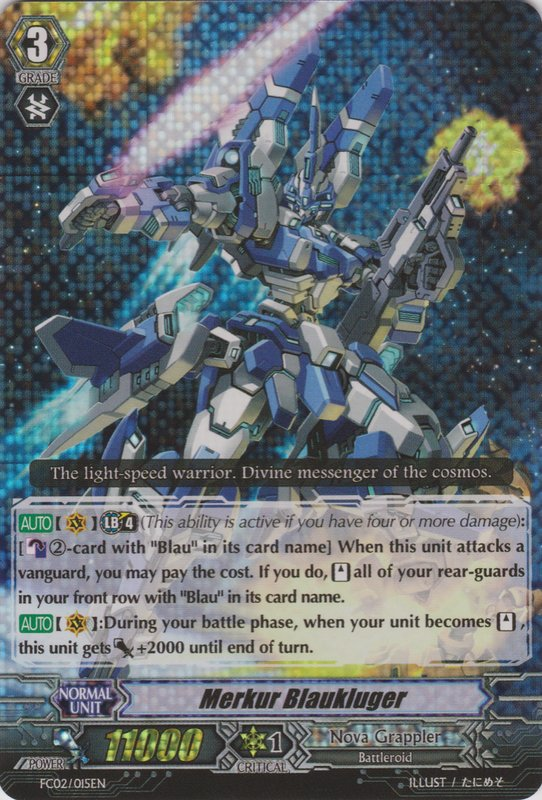 3
GRADE
The light-speed warrior. Divine messenger of the cosmos.
AUTO [ ] LB 4 (This ability is active if you have four or more damage):
[ ②-card with "Blau" in its card name] When this unit attacks a
vanguard, you may pay the cost. If you do, all of your rear-guards
in your front row with "Blau" in its card name.
AUTO [ ]:During your battle phase, when your unit becomes ,
this unit gets +2000 until end of turn.
NORMAL
UNIT
Merkur Blaukluger
POWER
11000
1
CRITICAL
Nova Grappler
Battleroid
FC02/015EN
ILLUST / たにめそ